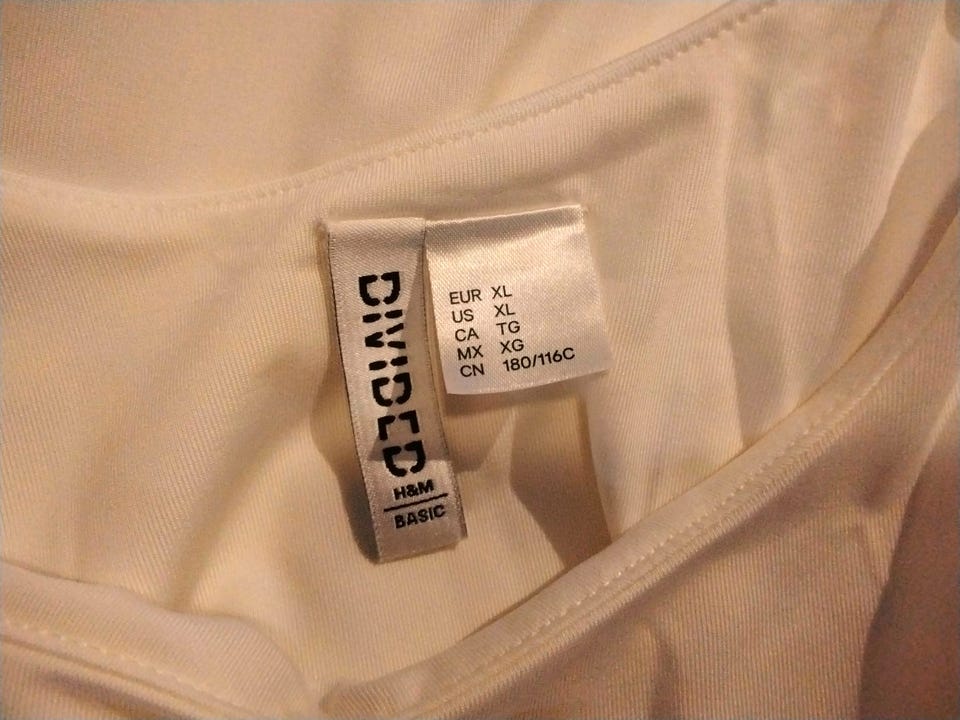 DIVIDED
H&M
BASIC
EUR XL
US XL
CA TG
MX XG
CN 180/116C